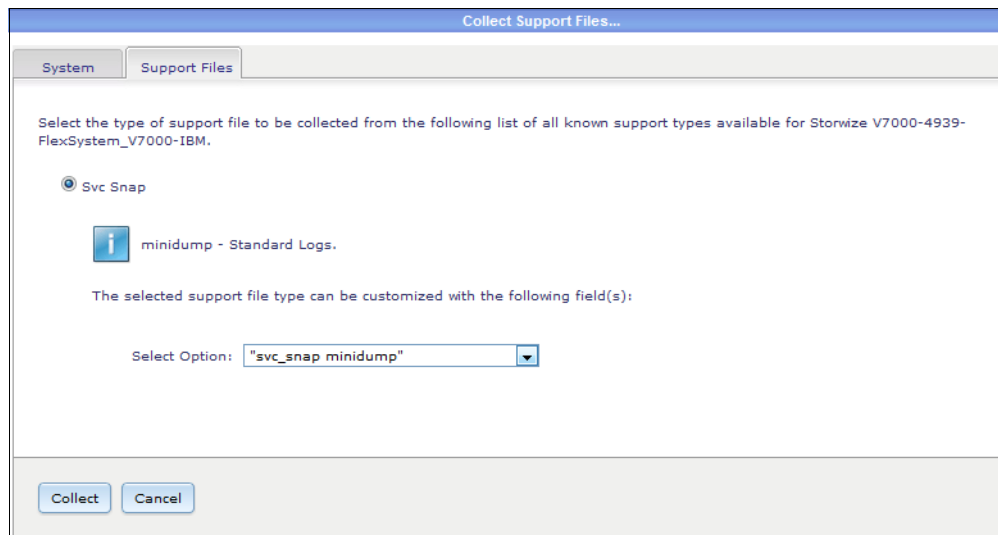 Collect Support Files...
System
Support Files
Select the type of support file to be collected from the following list of all known support types available for Storwize V7000-4939-
FlexSystem_V7000-IBM.
Svc Snap
i
minidump - Standard Logs.
The selected support file type can be customized with the following field(s):
Select Option: "svc_snap minidump"
Collect
Cancel